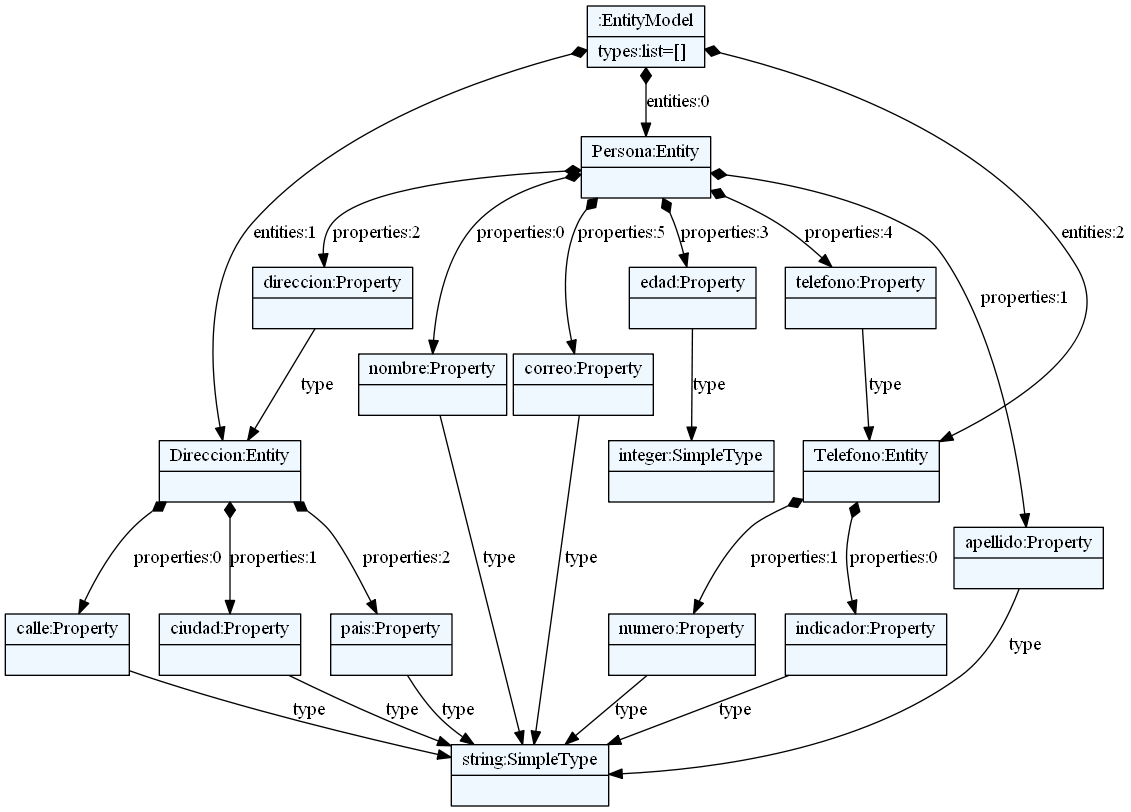 :EntityModel
types:list=[]
entities:0
Persona:Entity
entities:1
properties:2
properties:0
properties:5
properties:3
properties:4
entities:2
direccion:Property
edad:Property
telefono:Property
properties:1
nombre:Property
correo:Property
type
type
type
Direccion:Entity
integer:SimpleType
Telefono:Entity
apellido:Property
properties:0
properties:1
properties:2
type
type
properties:1
properties:0
calle:Property
ciudad:Property
pais:Property
numero:Property
indicador:Property
type
type
type
type
type
type
string:SimpleType